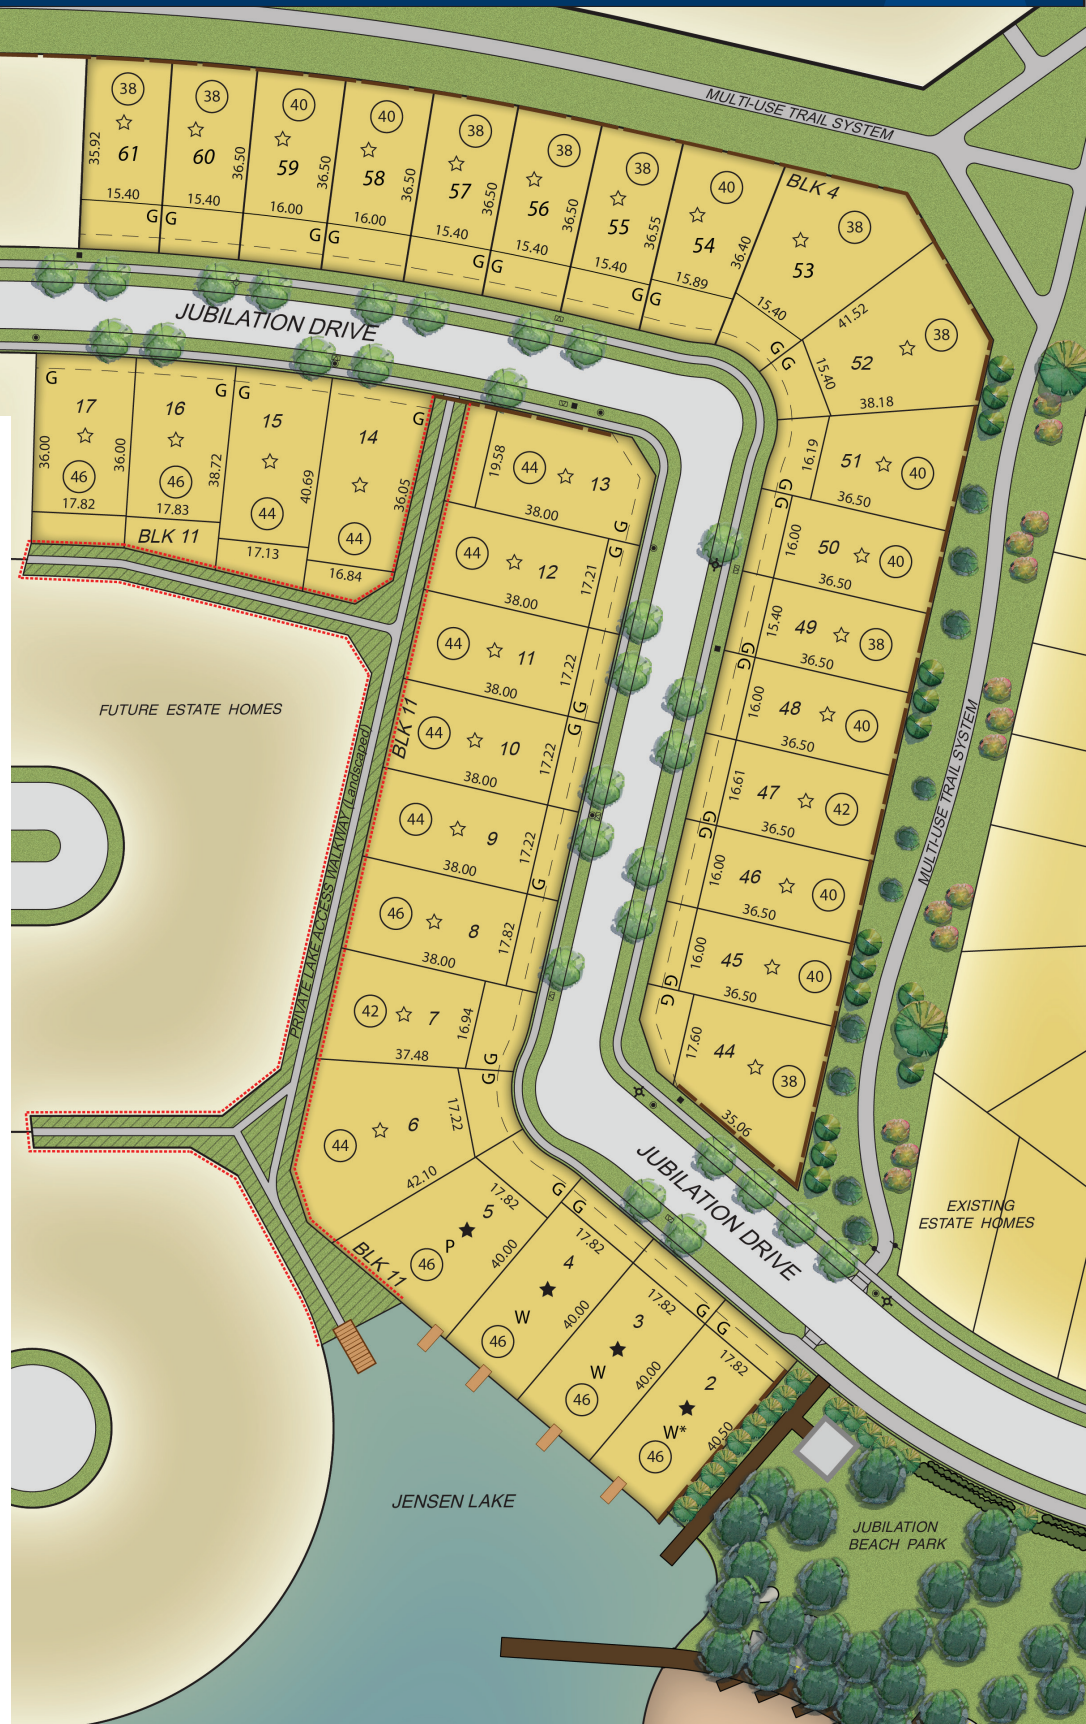 MULTI-USE TRAIL SYSTEM
BLK 4
38
61
35.92
15.40
G
38
60
36.50
15.40
G
40
59
36.50
16.00
G
40
58
36.50
16.00
G
38
57
36.50
15.40
G
38
56
36.50
15.40
G
38
55
36.55
15.40
G
40
54
36.40
15.89
G
38
53
15.40
41.52
G
38
52
15.40
38.18
G
JUBILATION DRIVE
G
17
36.00
46
17.82
G
16
36.00
46
17.83
G
15
38.72
44
17.13
G
14
40.69
36.05
44
16.84
BLK 11
19.58
44
13
38.00
G
44
12
17.21
38.00
G
44
11
17.22
38.00
G
44
10
17.22
38.00
G
44
9
17.22
38.00
G
46
8
17.82
38.00
42
7
16.94
37.48
G
44
6
17.22
42.10
G
51
16.19
40
36.50
G
50
16.00
40
36.50
G
49
15.40
38
36.50
G
48
16.00
40
36.50
G
47
16.61
42
36.50
G
46
16.00
40
36.50
G
45
16.00
40
36.50
G
44
17.60
38
35.06
G
BLK 11
PRIVATE LAKE ACCESS WALKWAY (Landscaped)
FUTURE ESTATE HOMES
MULTI-USE TRAIL SYSTEM
EXISTING
ESTATE HOMES
JUBILATION DRIVE
BLK 11
17.82
5
P
46
40.00
G
17.82
4
W
46
40.00
G
17.82
3
W
46
40.00
G
17.82
2
W*
46
40.50
G
JENSEN LAKE
JUBILATION
BEACH PARK